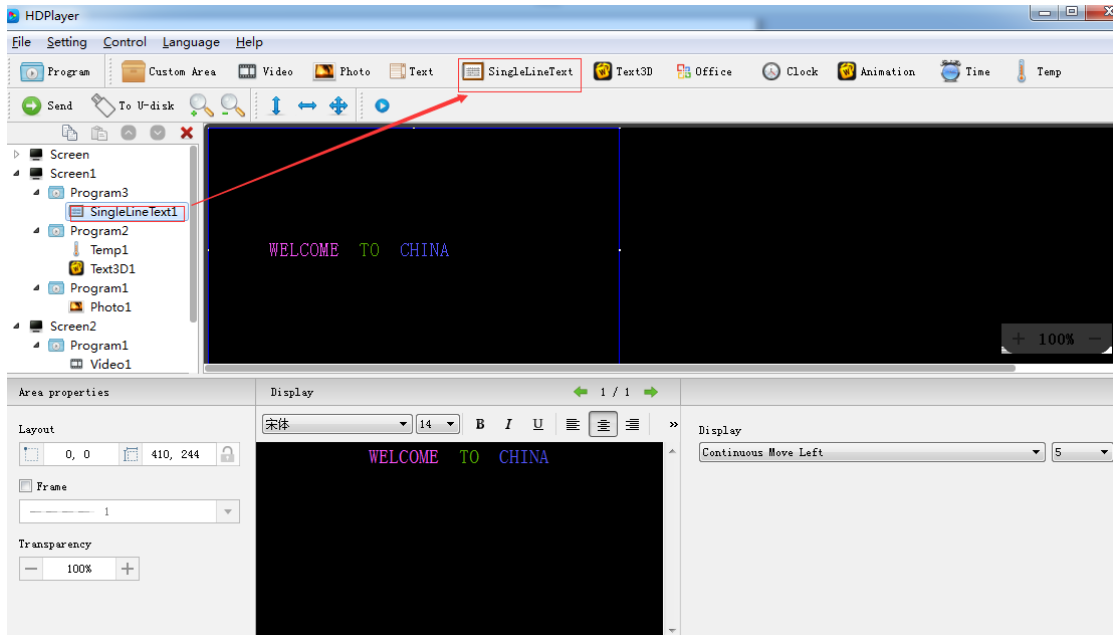 HDPlayer
File Setting Control Language Help
Program Custom Area Video Photo Text SingleLineText Text3D Office Clock Animation Time Temp
Send To U-disk
Screen
Screen1
Program3
SingleLineText1
Program2
Temp1
Text3D1
Program1
Photo1
Screen2
Program1
Video1
WELCOME TO CHINA
+ 100% −
Area properties
Layout
0, 0 410, 244
Frame
1
Transparency
— 100% +
Display 1 / 1
宋体 14 B I U »
WELCOME TO CHINA
Display
Continuous Move Left 5